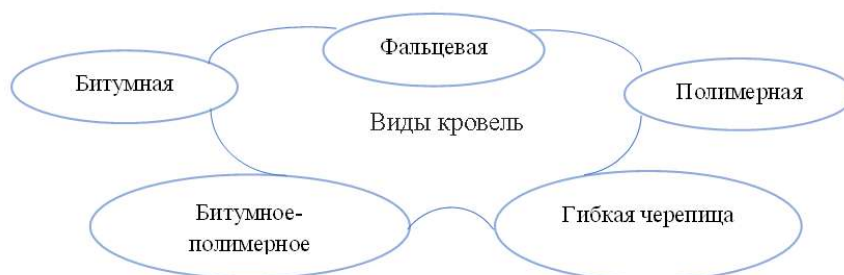 Фальцевая
Битумная
Полимерная
Виды кровель
Битумное-
полимерное
Гибкая черепица